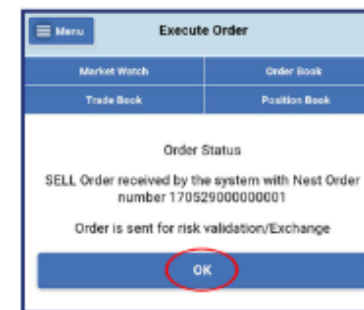 Menu Execute Order
Market Watch Order Book
Trade Book Position Book
Order Status
SELL Order received by the system with Nest Order
number 170529000000001
Order is sent for risk validation/Exchange
OK